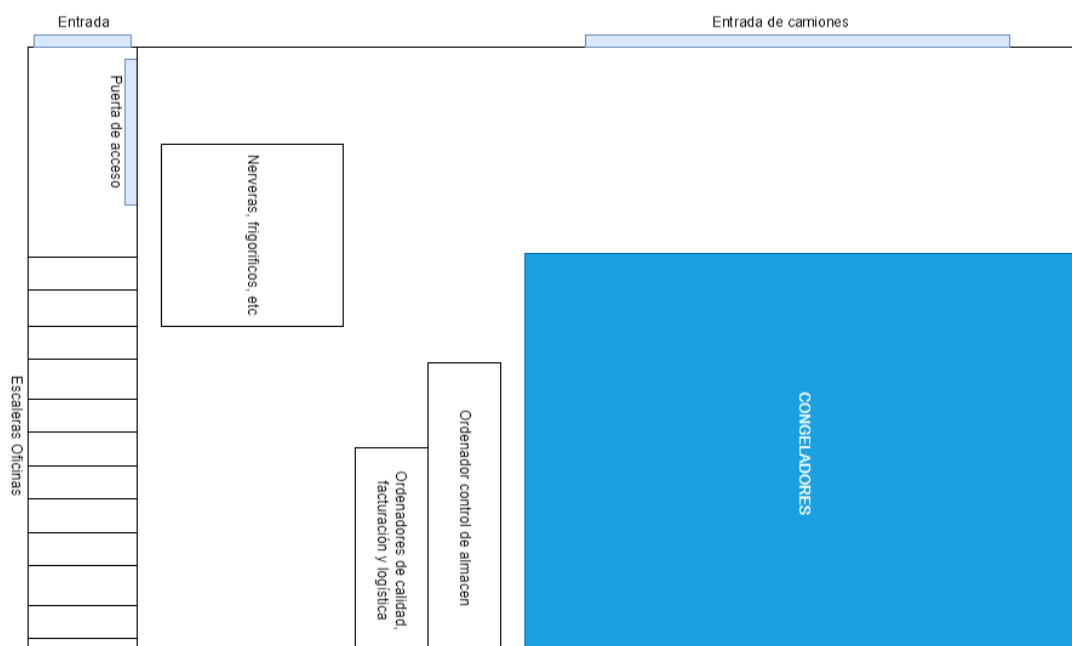 Entrada
Entrada de camiones
Puerta de acceso
Nerveras, frigoríficos, etc
Escaleras Oficinas
Ordenadores de calidad,
facturación y logística
Ordenador control de almacen
CONGELADORES